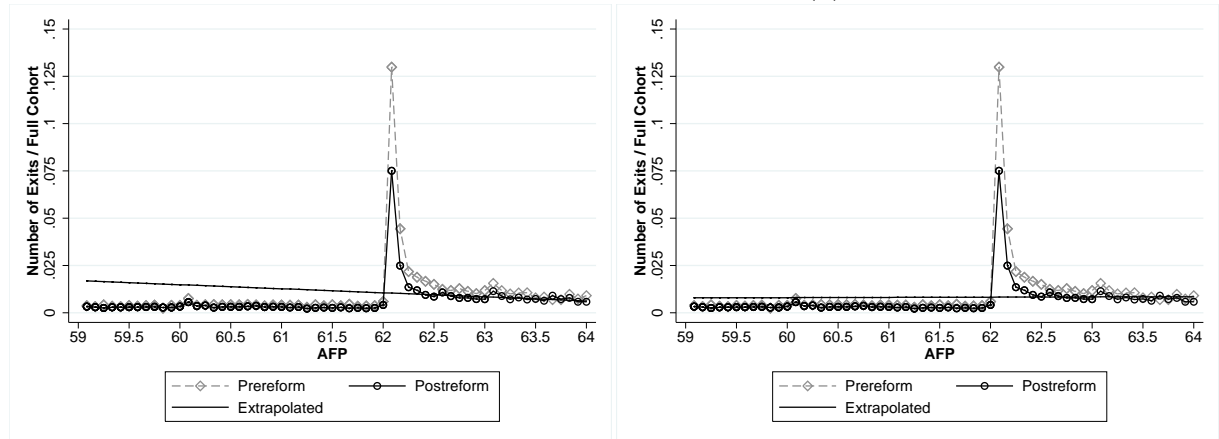 Number of Exits / Full Cohort
.15
.125
.1
.075
.05
.025
0
59 59.5 60 60.5 61 61.5 62 62.5 63 63.5 64
AFP
Prereform Postreform
Extrapolated
Number of Exits / Full Cohort
.15
.125
.1
.075
.05
.025
0
59 59.5 60 60.5 61 61.5 62 62.5 63 63.5 64
AFP
Prereform Postreform
Extrapolated